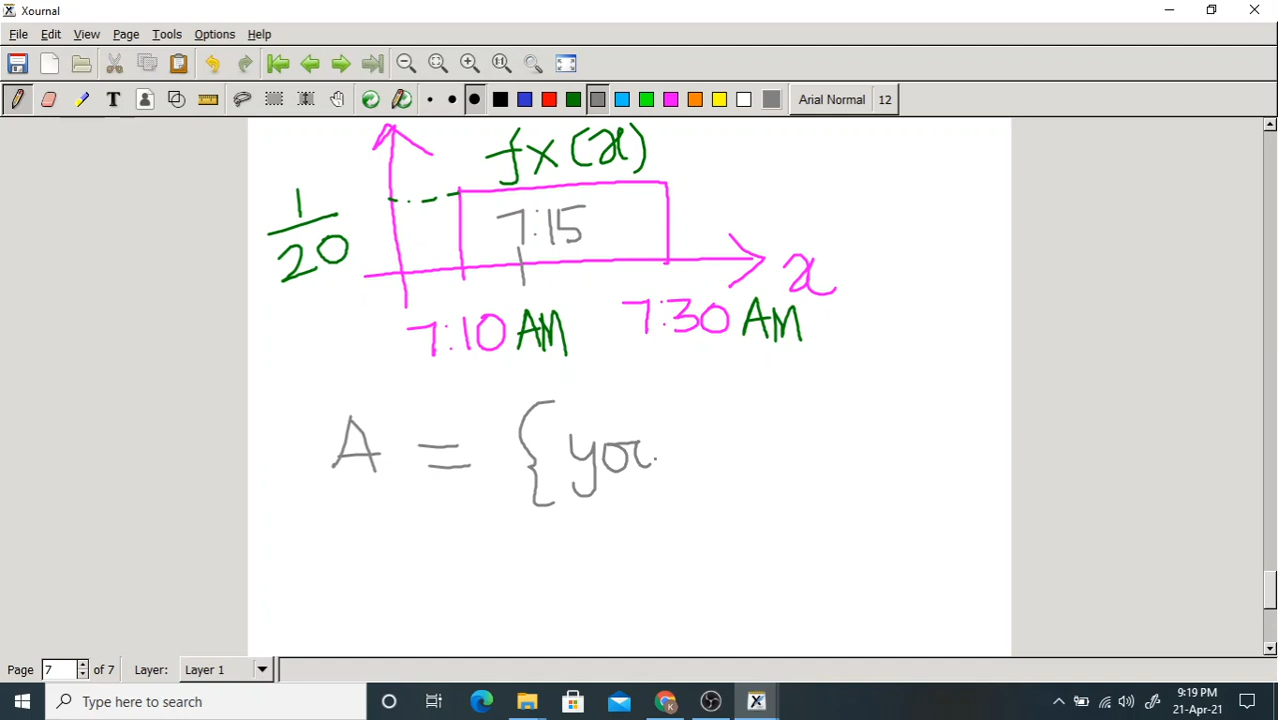 Xournal
File Edit View Page Tools Options Help
Arial Normal 12
fx(x)
1
20
7:15
x
7:10 AM 7:30 AM
A = { you
Page 7 of 7 Layer: Layer 1
Type here to search
9:19 PM
21-Apr-21